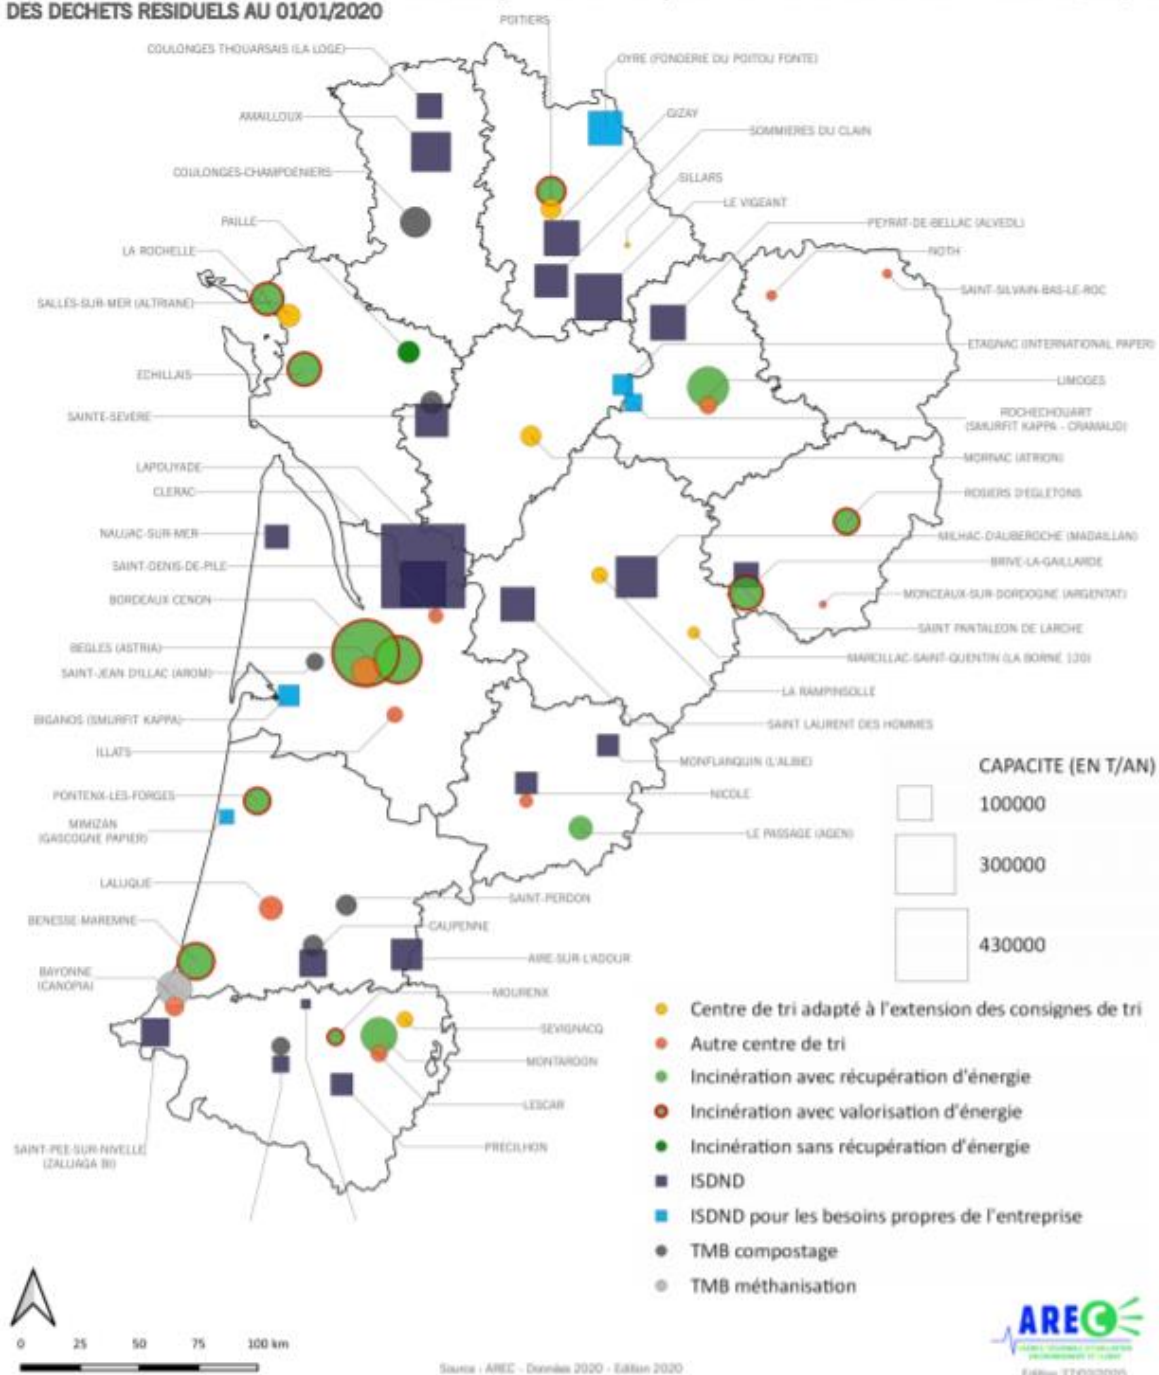 DES DECHETS RESIDUELS AU 01/01/2020
POITIERS
COULONGES THOUARSAIS (LA LOGE)
OYRE (FONDERIE DU POITOU FONTE)
AMAILLOUX
GIZAY
SOMMIERES DU CLAIN
COULONGES-CHAMPDENIERS
SILLARS
LE VIGEANT
PAILLE
PEYRAT-DE-BELLAC (ALVEOL)
LA ROCHELLE
NOTH
SAINT-SILVAIN-BAS-LE-ROC
SALLES-SUR-MER (ALTRIANE)
ETAGNAC (INTERNATIONAL PAPER)
ECHILLAIS
LIMOGES
SAINTE-SEVERE
ROCHECHOUART
(SMURFIT KAPPA - CRAMAUD)
MORNAC (ATRION)
LAPOUYADE
CLERAC
ROSIERS D'EGLETONS
NAUJAC-SUR-MER
MILHAC-D'AUBEROCHE (MADAILLAN)
SAINT-DENIS-DE-PILE
BRIVE-LA-GAILLARDE
BORDEAUX CENON
MONCEAUX-SUR-DORDOGNE (ARGENTAT)
SAINT PANTALEON DE LARCHE
BEGLES (ASTRIA)
MARCILLAC-SAINT-QUENTIN (LA BORNE 120)
SAINT-JEAN D'ILLAC (AROM)
LA RAMPINSOLLE
BIGANOS (SMURFIT KAPPA)
SAINT LAURENT DES HOMMES
ILLATS
MONFLANQUIN (L'ALBIE)
CAPACITE (EN T/AN)
PONTENX-LES-FORGES
NICOLE
100000
MIMIZAN
(GASCOGNE PAPIER)
LE PASSAGE (AGEN)
300000
LALUQUE
SAINT-PERDON
BENESSE-MAREMNE
CAUPENNE
430000
AIRE-SUR-L'ADOUR
BAYONNE
(CANOPIA)
MOURENX
Centre de tri adapté à l'extension des consignes de tri
SEVIGNACQ
Autre centre de tri
MONTARDON
Incinération avec récupération d'énergie
LESCAR
Incinération avec valorisation d'énergie
PRECILHON
Incinération sans récupération d'énergie
SAINT-PEE-SUR-NIVELLE
(ZALUAGA BI)
ISDND
ISDND pour les besoins propres de l'entreprise
TMB compostage
TMB méthanisation
AREC
0 25 50 75 100 km
Source : AREC - Données 2020 - Edition 2020
Edition 27/02/2020